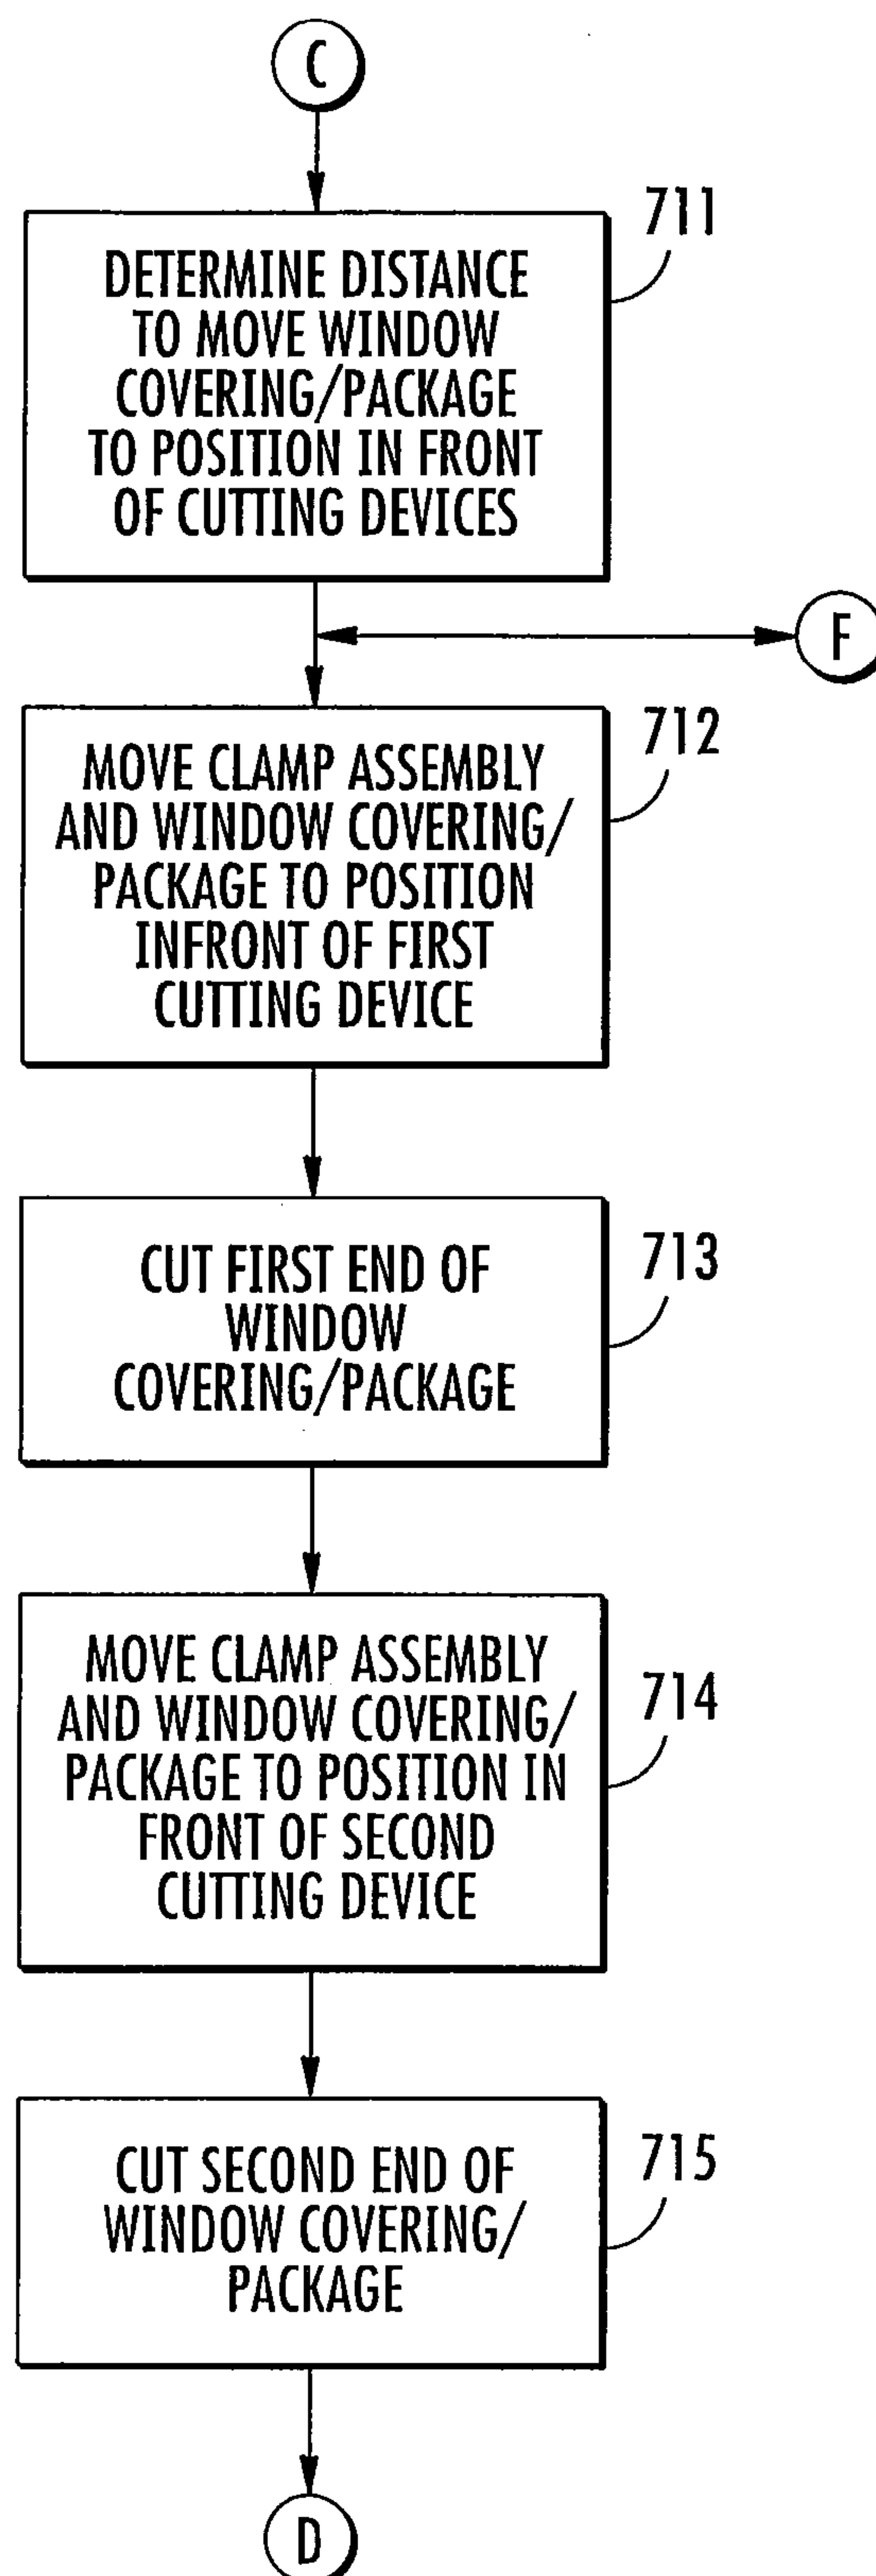 C
711
DETERMINE DISTANCE
TO MOVE WINDOW
COVERING/PACKAGE
TO POSITION IN FRONT
OF CUTTING DEVICES
F
712
MOVE CLAMP ASSEMBLY
AND WINDOW COVERING/
PACKAGE TO POSITION
INFRONT OF FIRST
CUTTING DEVICE
713
CUT FIRST END OF
WINDOW
COVERING/PACKAGE
714
MOVE CLAMP ASSEMBLY
AND WINDOW COVERING/
PACKAGE TO POSITION IN
FRONT OF SECOND
CUTTING DEVICE
715
CUT SECOND END OF
WINDOW COVERING/
PACKAGE
D